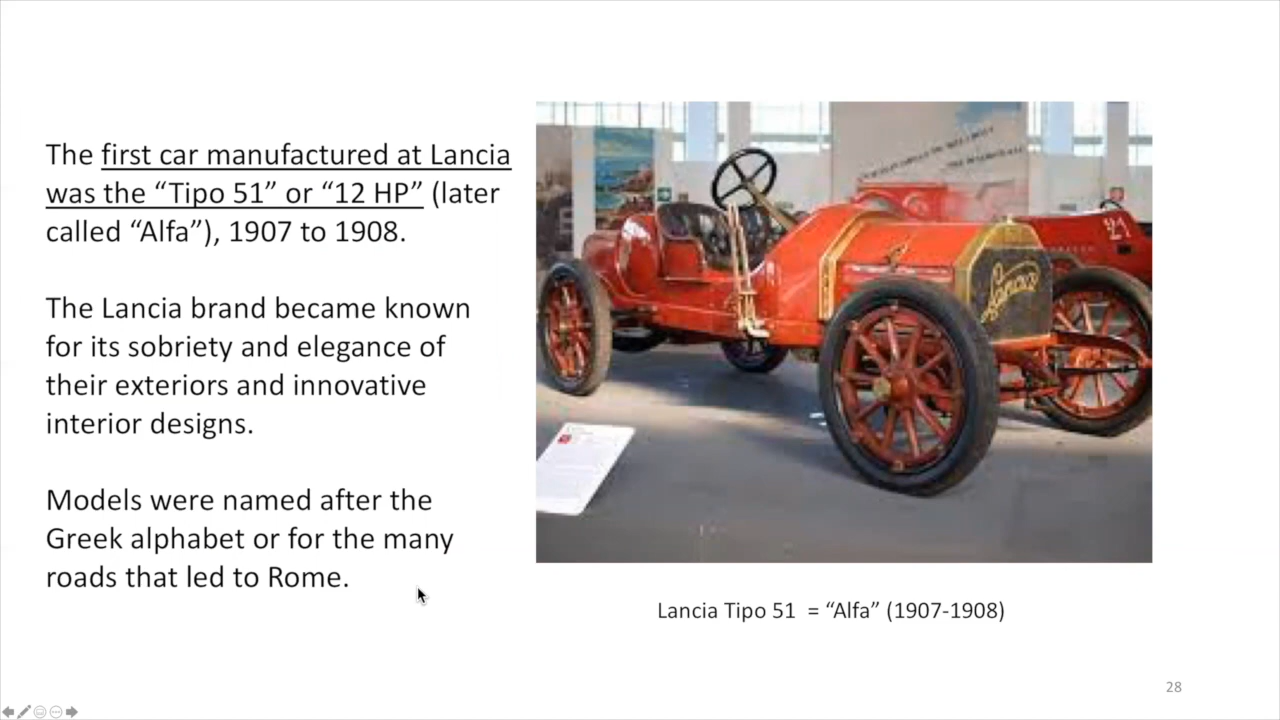 The first car manufactured at Lancia
was the “Tipo 51” or “12 HP” (later
called “Alfa”), 1907 to 1908.
The Lancia brand became known
for its sobriety and elegance of
their exteriors and innovative
interior designs.
Models were named after the
Greek alphabet or for the many
roads that led to Rome.
Lancia
21
Lancia Tipo 51 = “Alfa” (1907-1908)
28